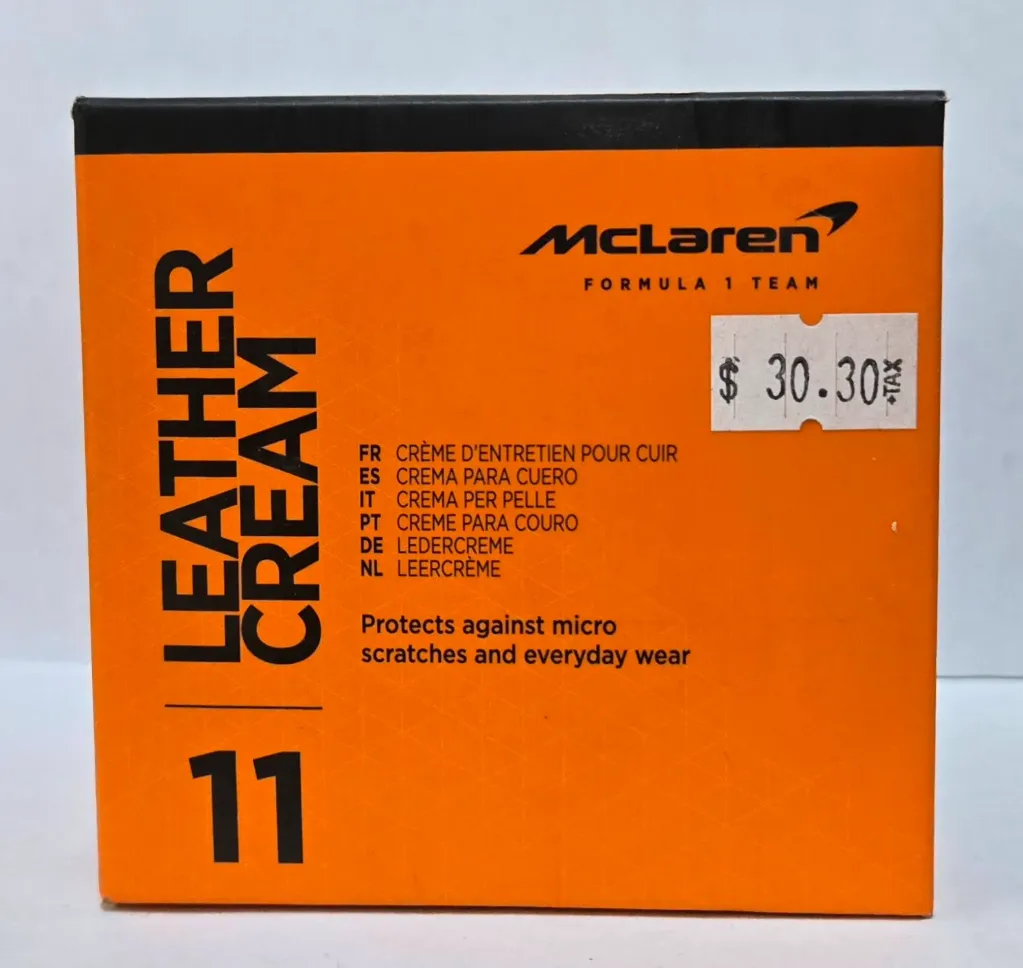 McLaren
FORMULA 1 TEAM
$ 30.30 +TAX
LEATHER
CREAM
11
FR CRÈME D'ENTRETIEN POUR CUIR
ES CREMA PARA CUERO
IT CREMA PER PELLE
PT CREME PARA COURO
DE LEDERCREME
NL LEERCRÈME
Protects against micro
scratches and everyday wear